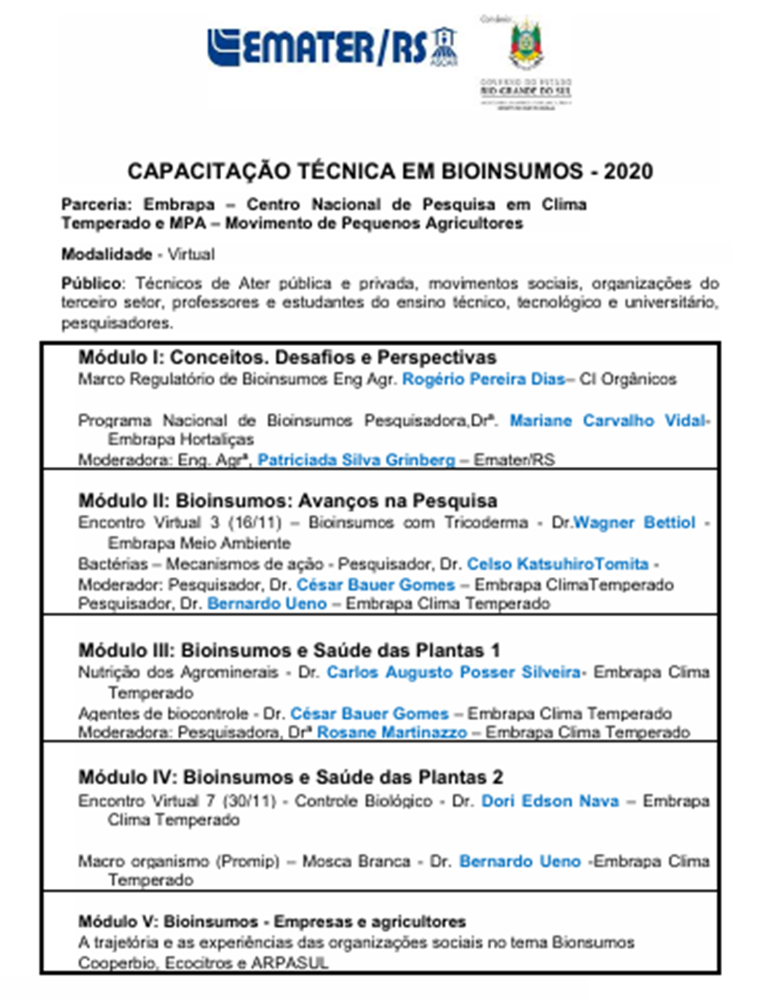 EMATER/RS
ASCAR
GOVERNO DO ESTADO
RIO GRANDE DO SUL
CAPACITAÇÃO TÉCNICA EM BIOINSUMOS - 2020
Parceria: Embrapa – Centro Nacional de Pesquisa em Clima
Temperado e MPA – Movimento de Pequenos Agricultores
Modalidade - Virtual
Público: Técnicos de Ater pública e privada, movimentos sociais, organizações do
terceiro setor, professores e estudantes do ensino técnico, tecnológico e universitário,
pesquisadores.
Módulo I: Conceitos. Desafios e Perspectivas
Marco Regulatório de Bioinsumos Eng Agr. Rogério Pereira Dias– CI Orgânicos
Programa Nacional de Bioinsumos Pesquisadora,Drª. Mariane Carvalho Vidal-
Embrapa Hortaliças
Moderadora: Eng. Agrª, Patriciada Silva Grinberg – Emater/RS
Módulo II: Bioinsumos: Avanços na Pesquisa
Encontro Virtual 3 (16/11) – Bioinsumos com Tricoderma - Dr.Wagner Bettiol -
Embrapa Meio Ambiente
Bactérias – Mecanismos de ação - Pesquisador, Dr. Celso KatsuhiroTomita -
Moderador: Pesquisador, Dr. César Bauer Gomes – Embrapa ClimaTemperado
Pesquisador, Dr. Bernardo Ueno – Embrapa Clima Temperado
Módulo III: Bioinsumos e Saúde das Plantas 1
Nutrição dos Agrominerais - Dr. Carlos Augusto Posser Silveira- Embrapa Clima
Temperado
Agentes de biocontrole - Dr. César Bauer Gomes – Embrapa Clima Temperado
Moderadora: Pesquisadora, Drª Rosane Martinazzo – Embrapa Clima Temperado
Módulo IV: Bioinsumos e Saúde das Plantas 2
Encontro Virtual 7 (30/11) - Controle Biológico - Dr. Dori Edson Nava – Embrapa
Clima Temperado
Macro organismo (Promip) – Mosca Branca - Dr. Bernardo Ueno -Embrapa Clima
Temperado
Módulo V: Bioinsumos - Empresas e agricultores
A trajetória e as experiências das organizações sociais no tema Bionsumos
Cooperbio, Ecocitros e ARPASUL